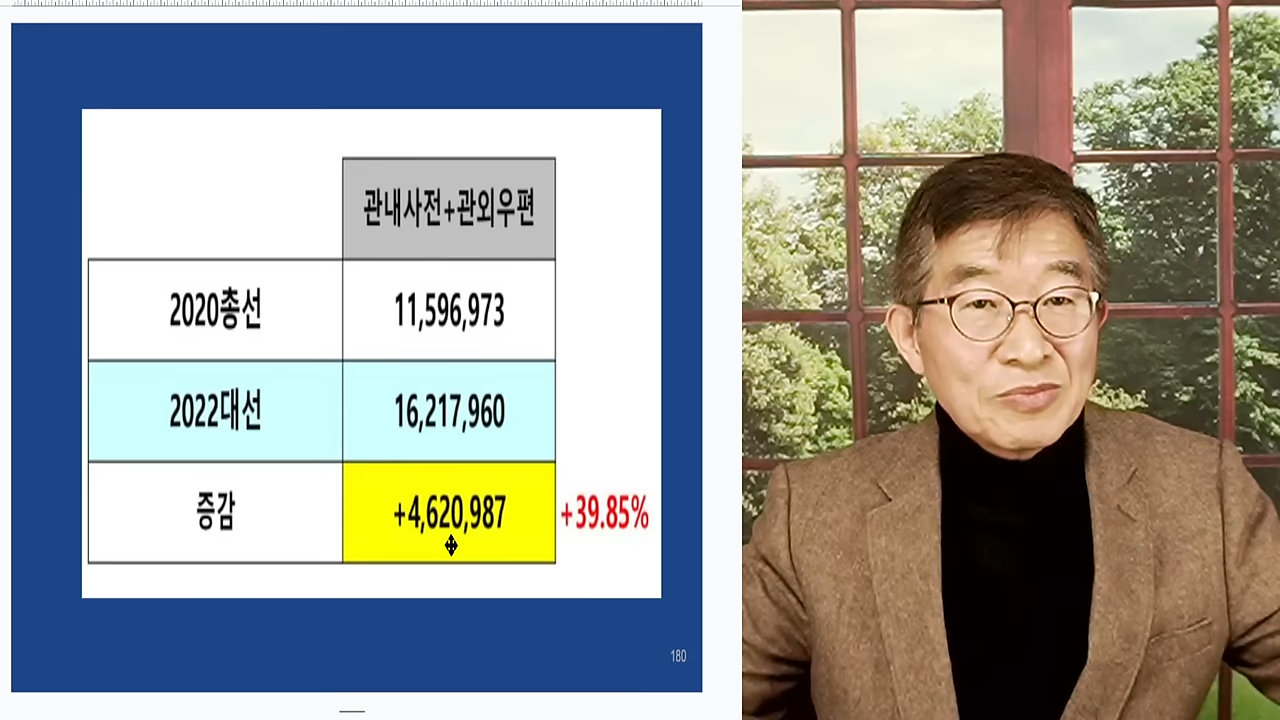 관내사전+관외우편
2020총선 11,596,973
2022대선 16,217,960
증감 +4,620,987 +39.85%
180